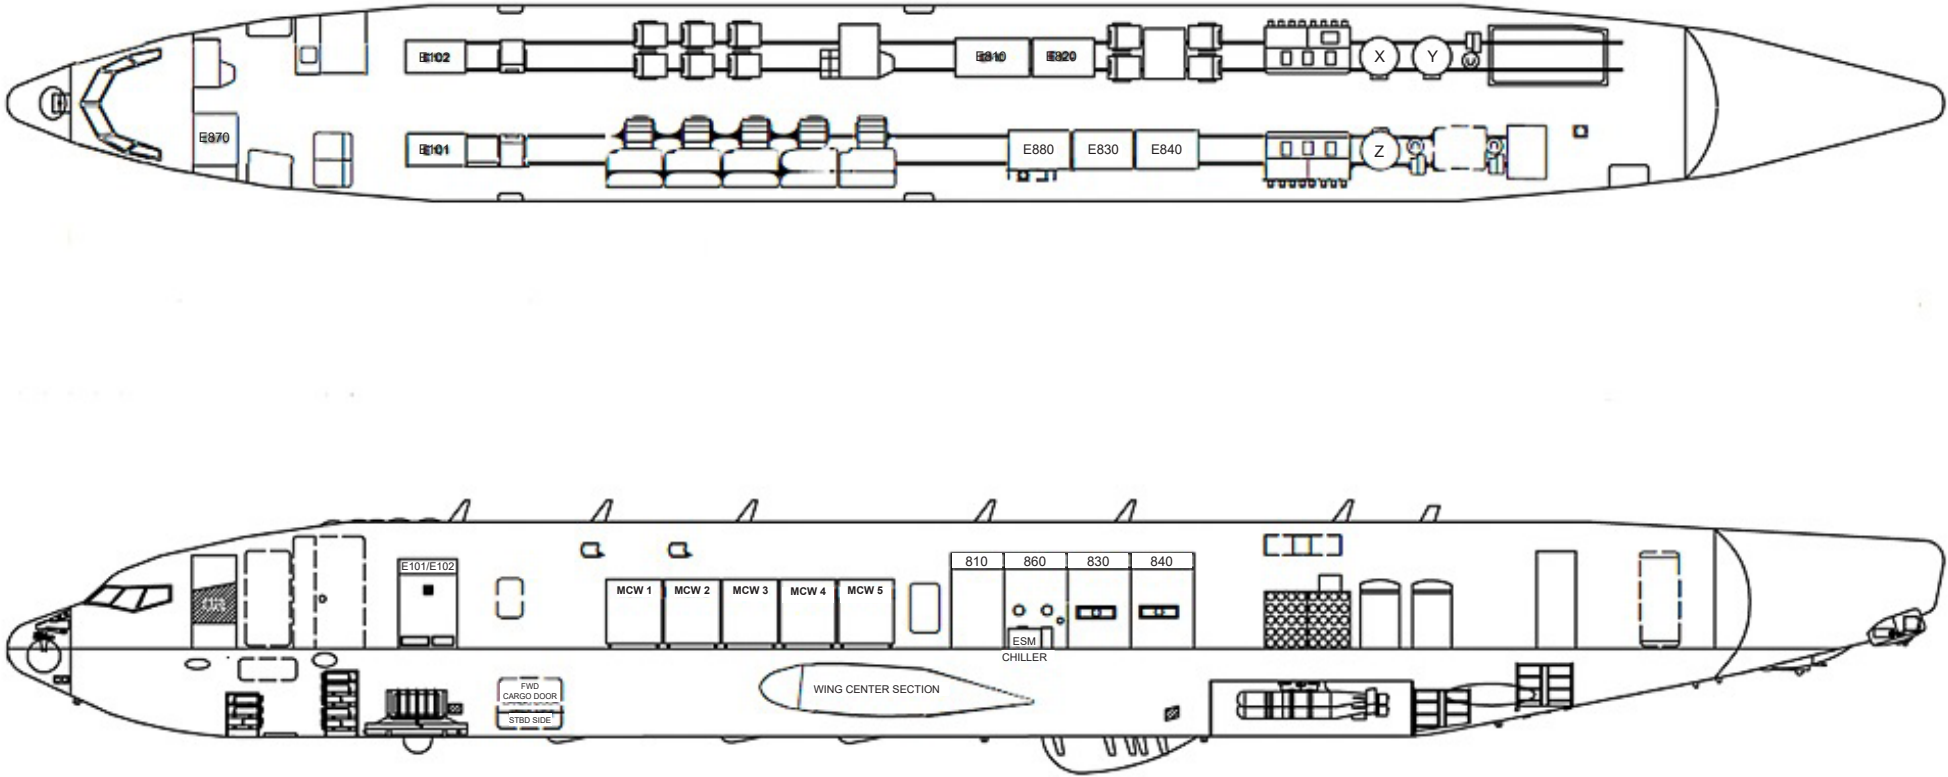 E102
E810
E820
X
Y
E870
E101
E880
E830
E840
Z
E101/E102
810
860
830
840
MCW 1
MCW 2
MCW 3
MCW 4
MCW 5
ESM
CHILLER
FWD
CARGO DOOR
STBD SIDE
WING CENTER SECTION